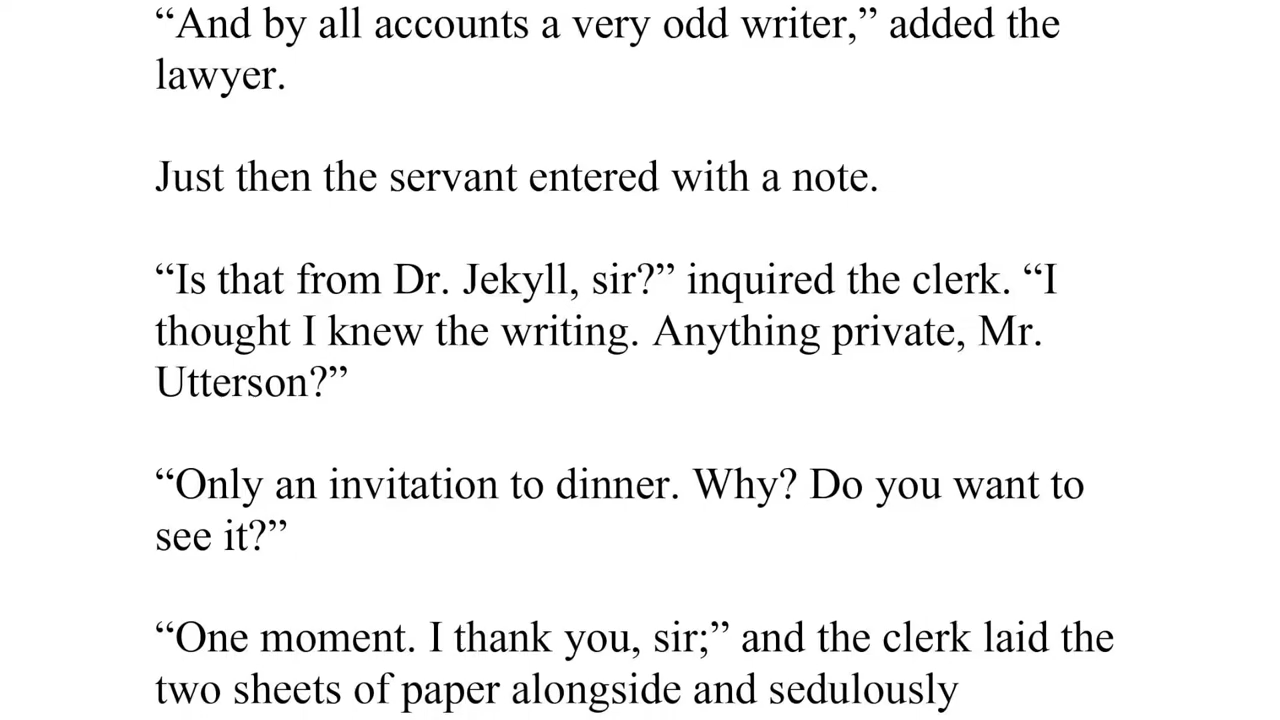 “And by all accounts a very odd writer,” added the
lawyer.
Just then the servant entered with a note.
“Is that from Dr. Jekyll, sir?” inquired the clerk. “I
thought I knew the writing. Anything private, Mr.
Utterson?”
“Only an invitation to dinner. Why? Do you want to
see it?”
“One moment. I thank you, sir;” and the clerk laid the
two sheets of paper alongside and sedulously